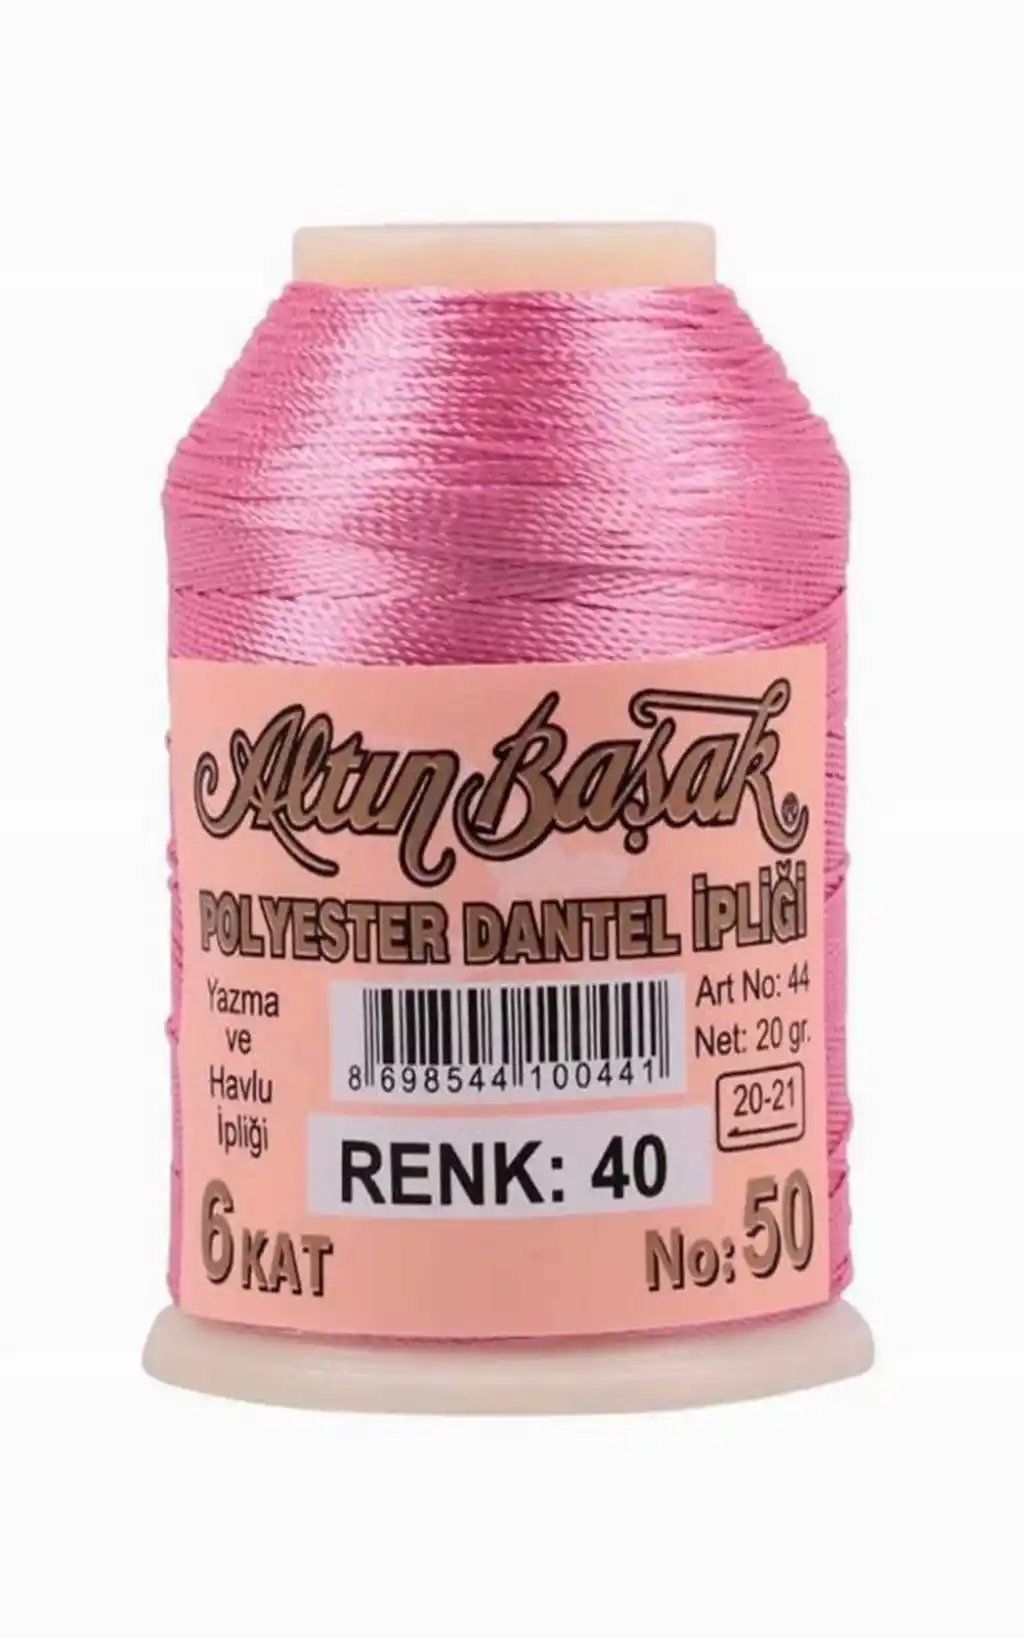 Altın Başak ®
POLYESTER DANTEL İPLİĞİ
Yazma
ve
Havlu
İpliği
8 698544 100441
Art No: 44
Net: 20 gr.
20-21
RENK: 40
6 KAT
No: 50